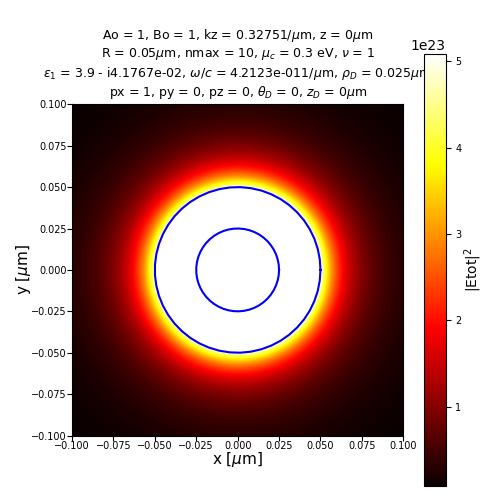 Ao = 1, Bo = 1, kz = 0.32751/μm, z = 0μm
R = 0.05μm, nmax = 10, μc = 0.3 eV, ν = 1
ε1 = 3.9 - i4.1767e-02, ω/c = 4.2123e-011/μm, ρD = 0.025μm
px = 1, py = 0, pz = 0, θD = 0, zD = 0μm
1e23
5
4
3
2
1
|Etot|²
0.100
0.075
0.050
0.025
0.000
−0.025
−0.050
−0.075
−0.100
y [μm]
−0.100 −0.075 −0.050 −0.025 0.000 0.025 0.050 0.075 0.100
x [μm]